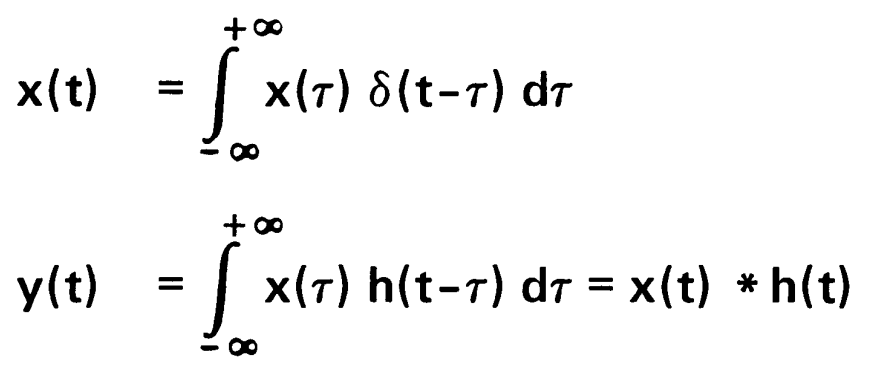 x(t) = ∫_{-∞}^{+∞} x(τ) δ(t-τ) dτ
y(t) = ∫_{-∞}^{+∞} x(τ) h(t-τ) dτ = x(t) * h(t)